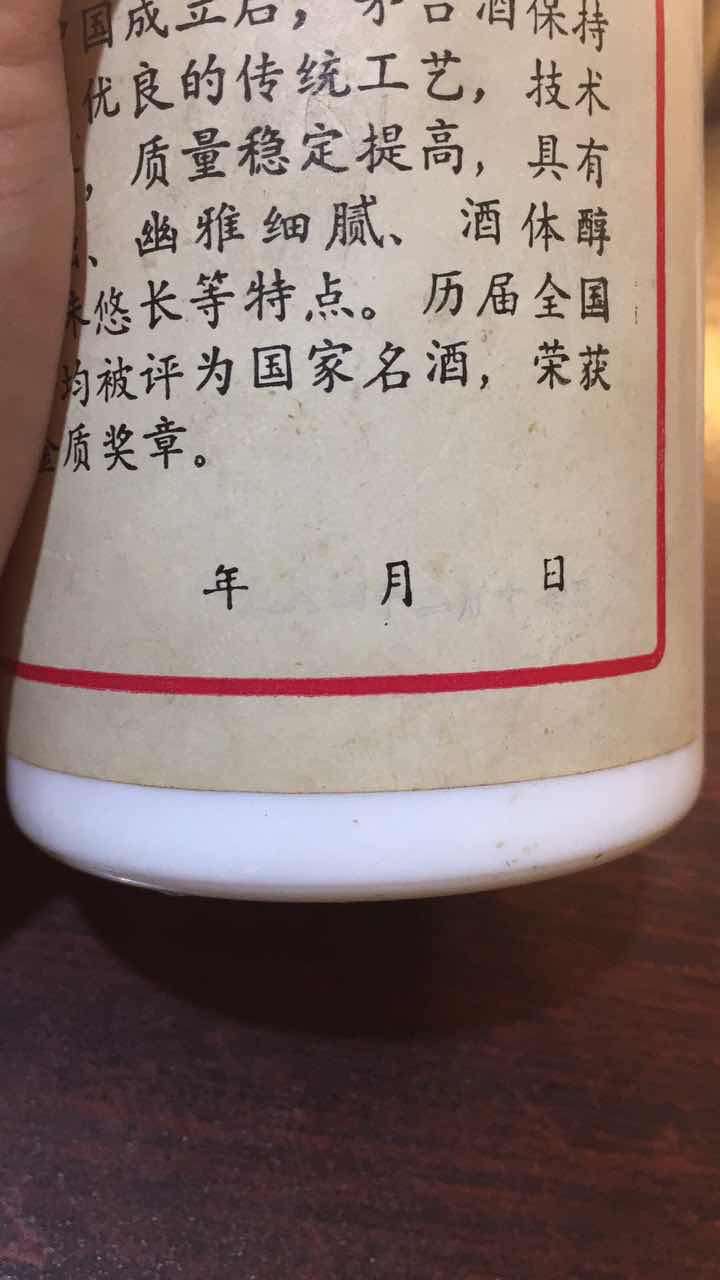 国成立后，茅台酒保持
优良的传统工艺，技术
，质量稳定提高，具有
、幽雅细腻、酒体醇
味悠长等特点。历届全国
均被评为国家名酒，荣获
金质奖章。
年 月 日